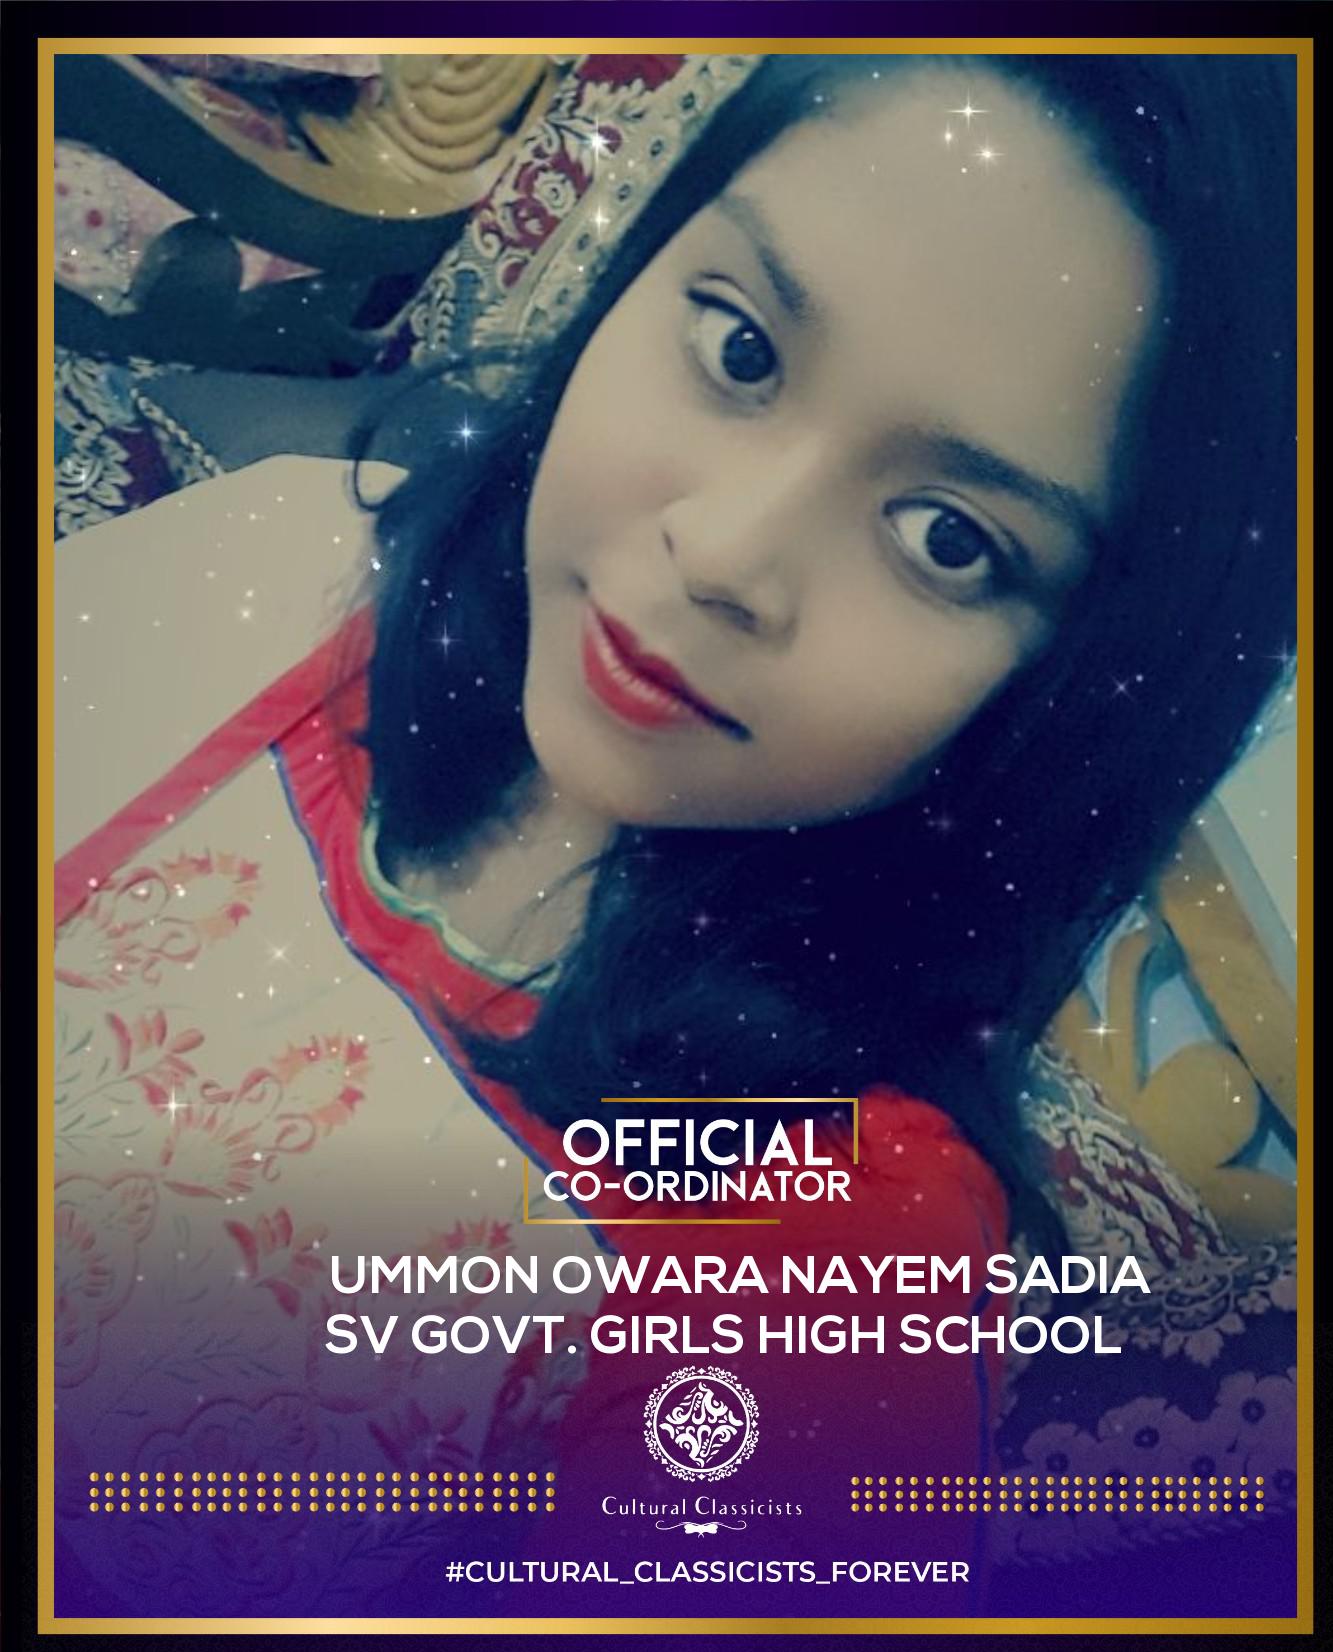 OFFICIAL
CO-ORDINATOR
UMMON OWARA NAYEM SADIA
SV GOVT. GIRLS HIGH SCHOOL
Cultural Classicists
#CULTURAL_CLASSICISTS_FOREVER